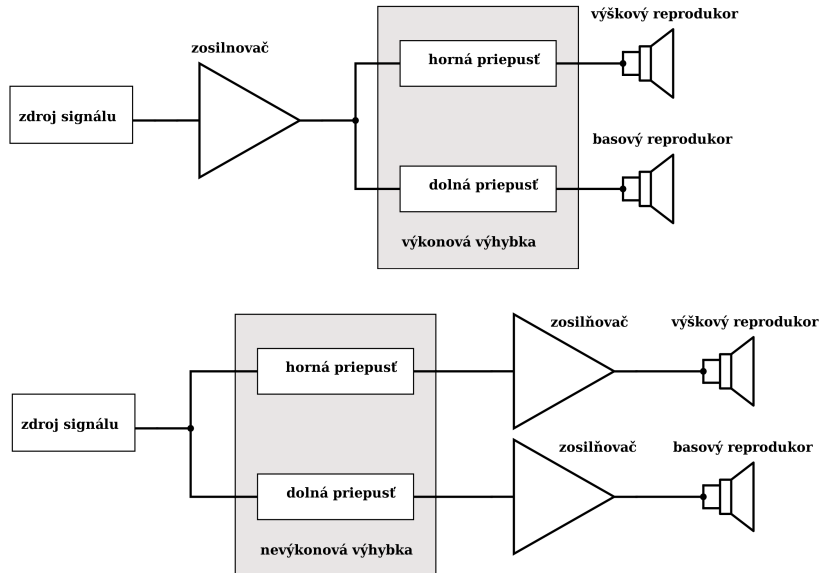 výškový reprodukor
zosilnovač
horná priepusť
zdroj signálu
basový reprodukor
dolná priepusť
výkonová výhybka
zosilňovač
výškový reprodukor
horná priepusť
zdroj signálu
zosilňovač
basový reprodukor
dolná priepusť
nevýkonová výhybka